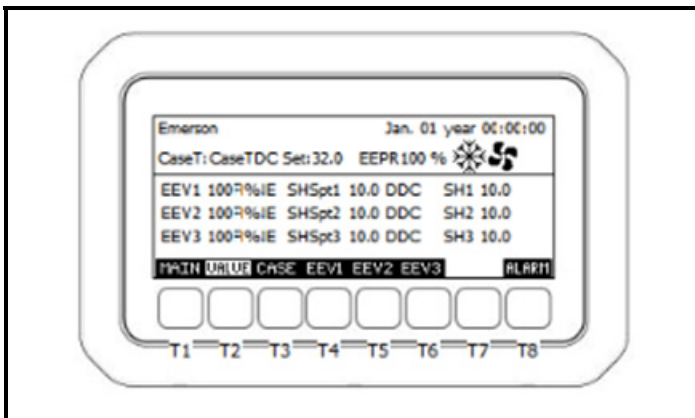 Emerson Jan. 01 year 00:00:00
CaseT: CaseTDC Set: 32.0 EEPR 100 %
EEV1 100 SHSpt1 10.0 DDC SH1 10.0
EEV2 100 SHSpt2 10.0 DDC SH2 10.0
EEV3 100 SHSpt3 10.0 DDC SH3 10.0
MAIN VALUE CASE EEV1 EEV2 EEV3 ALARM
T1 T2 T3 T4 T5 T6 T7 T8